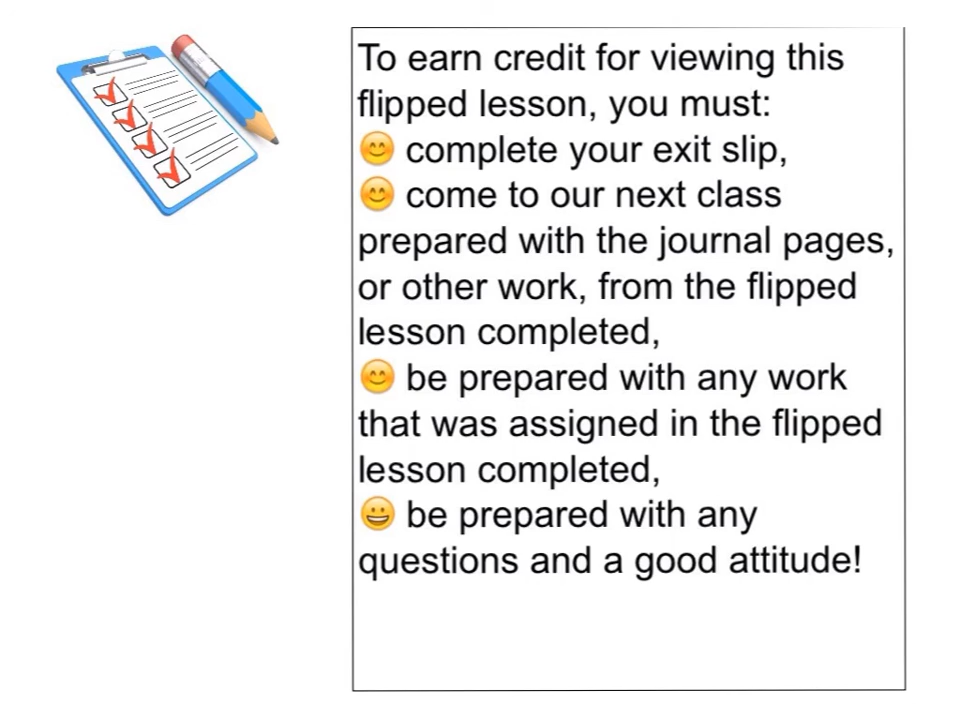 To earn credit for viewing this
flipped lesson, you must:
😊 complete your exit slip,
😊 come to our next class
prepared with the journal pages,
or other work, from the flipped
lesson completed,
😊 be prepared with any work
that was assigned in the flipped
lesson completed,
😀 be prepared with any
questions and a good attitude!